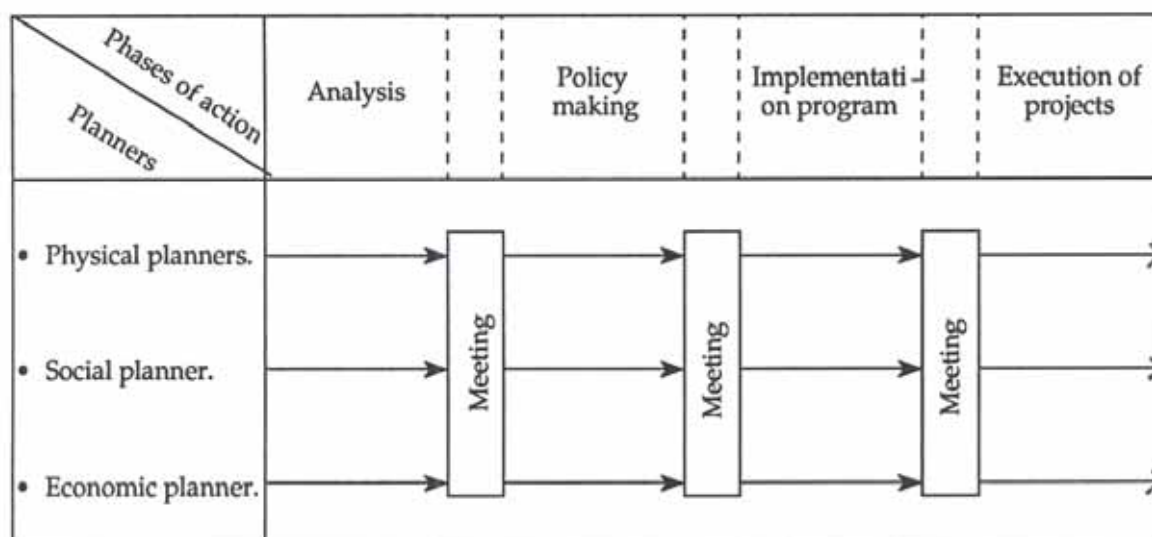 Phases of action
Planners
Analysis
Policy
making
Implementati-
on program
Execution of
projects
• Physical planners.
• Social planner.
• Economic planner.
Meeting
Meeting
Meeting